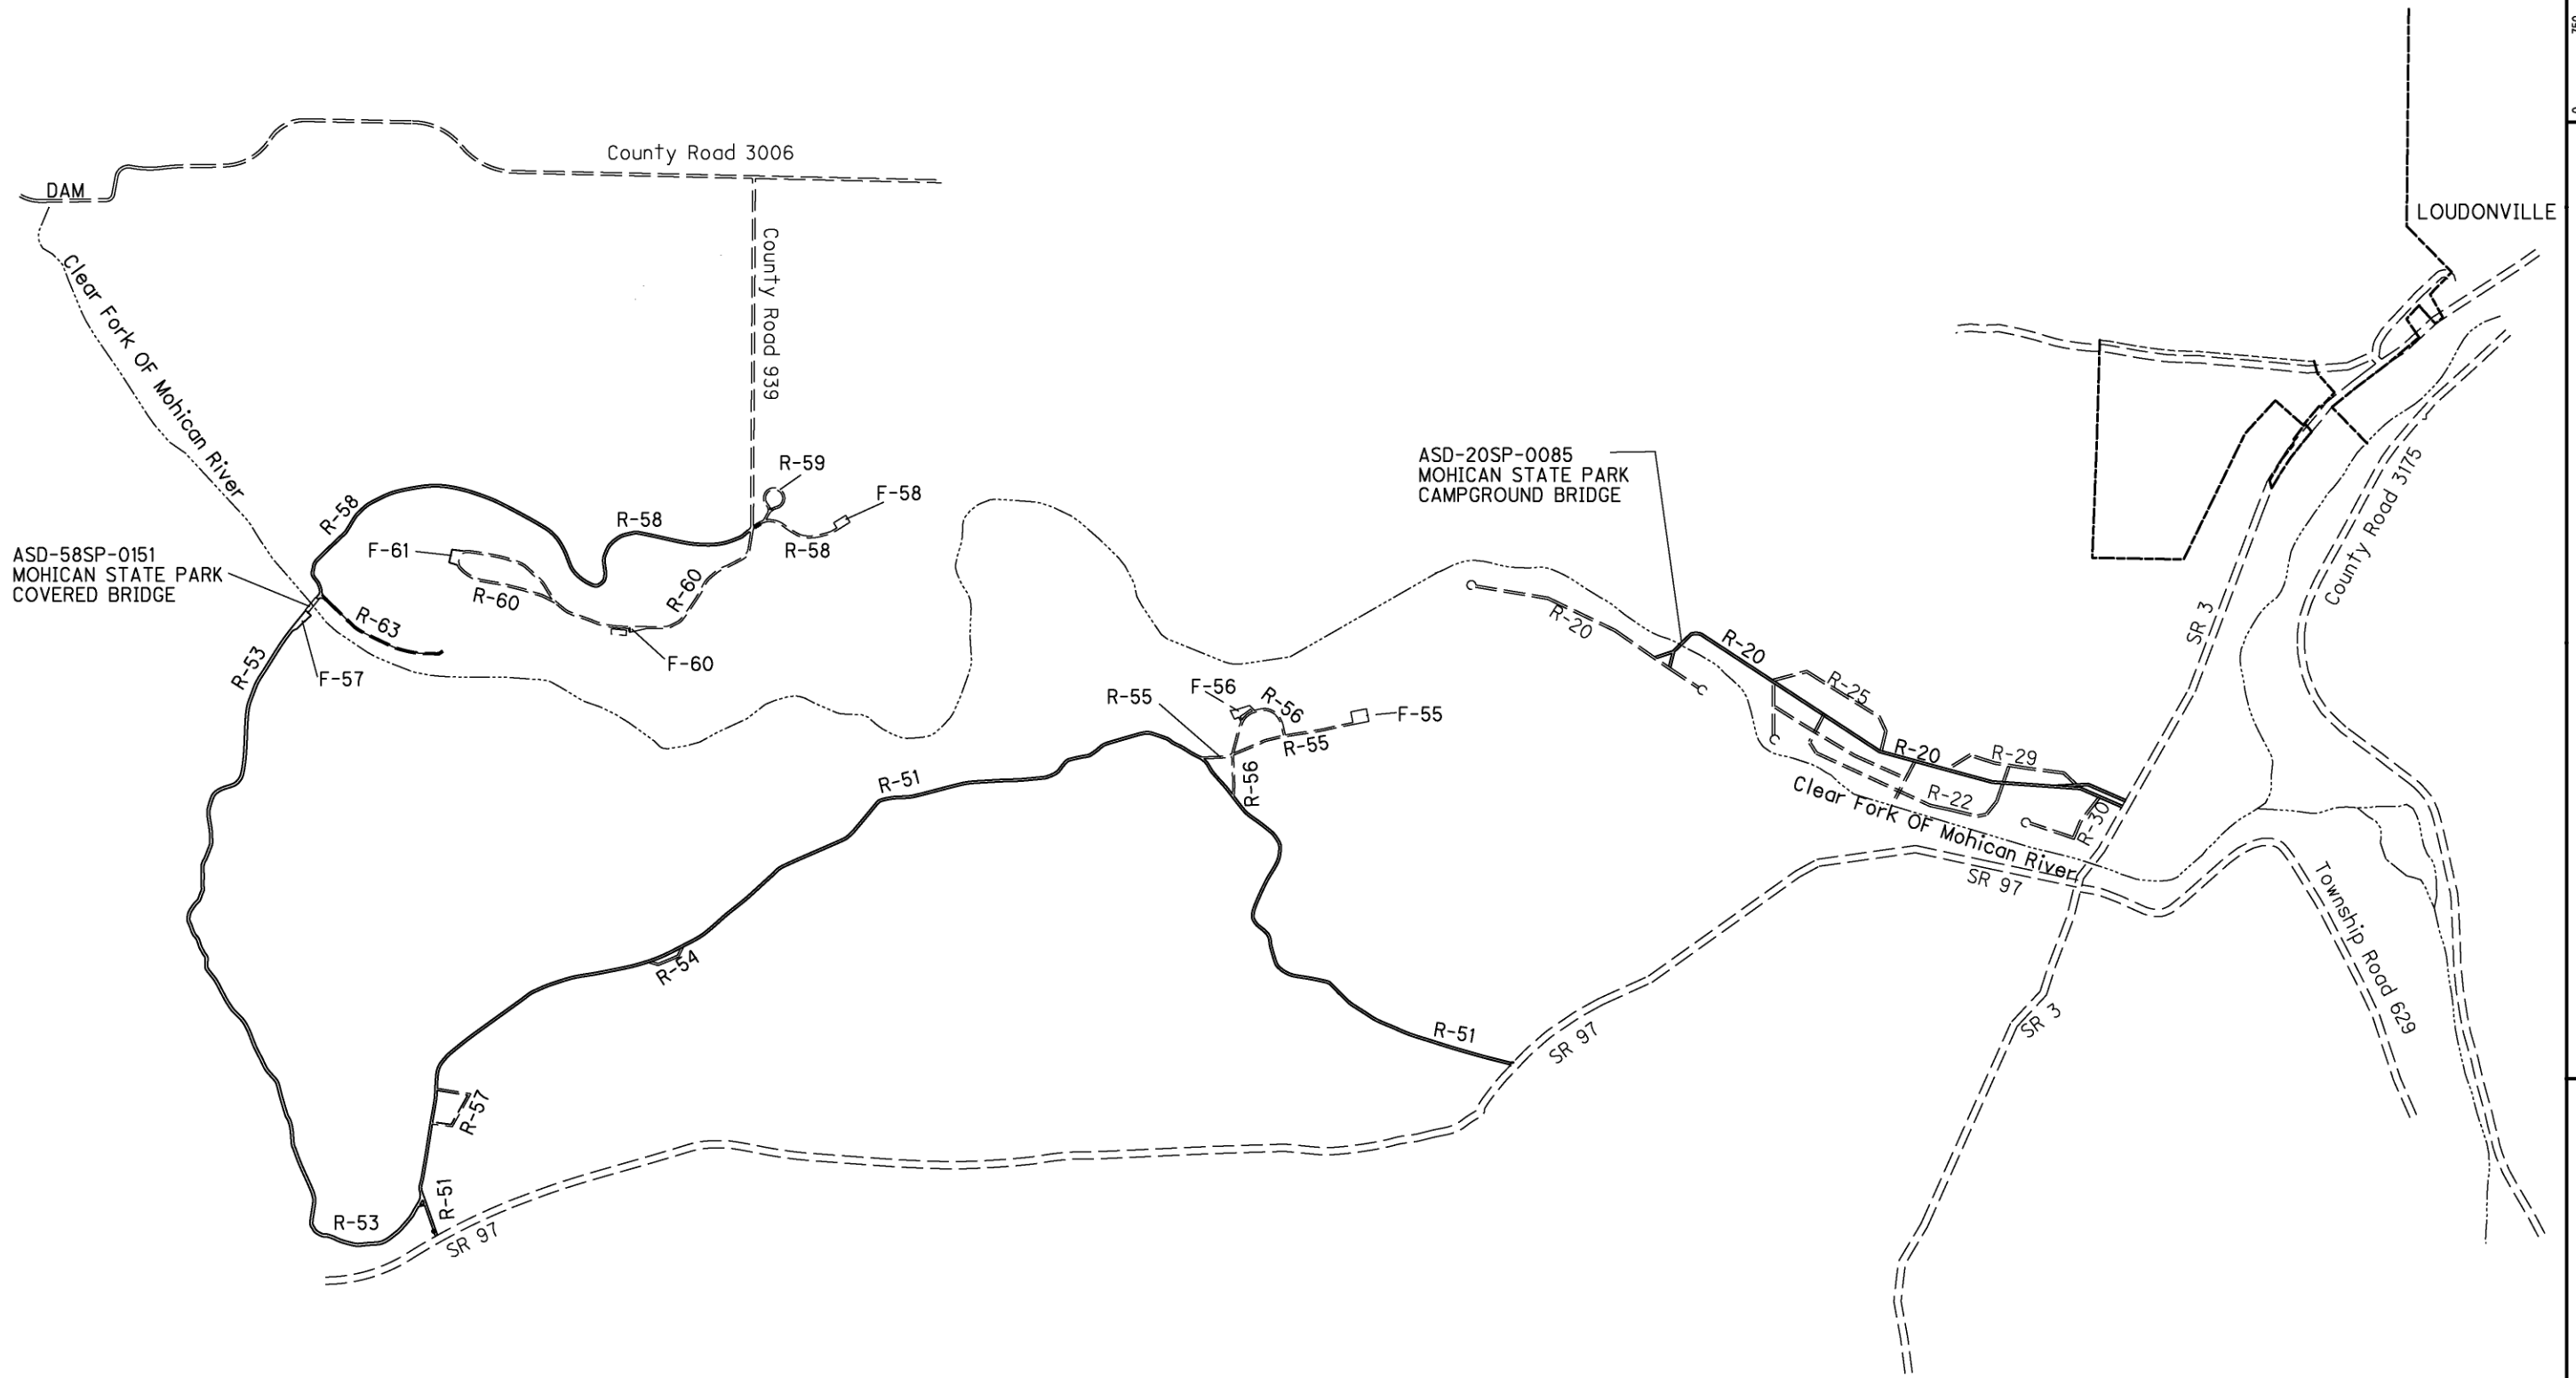 750
0
County Road 3006
DAM
LOUDONVILLE
County Road 939
Clear Fork OF Mohican River
R-59
F-58
R-58
R-58
R-58
ASD-20SP-0085
MOHICAN STATE PARK
CAMPGROUND BRIDGE
County Road 3175
F-61
R-60
R-60
ASD-58SP-0151
MOHICAN STATE PARK
COVERED BRIDGE
R-63
R-53
F-57
F-60
SR 3
R-20
R-20
R-25
R-55
F-56
R-56
F-55
R-55
R-56
R-20
R-29
R-22
R-30
Clear Fork OF Mohican River
SR 97
R-51
Township Road 629
R-54
SR 3
R-51
SR 97
R-57
R-51
R-53
SR 97